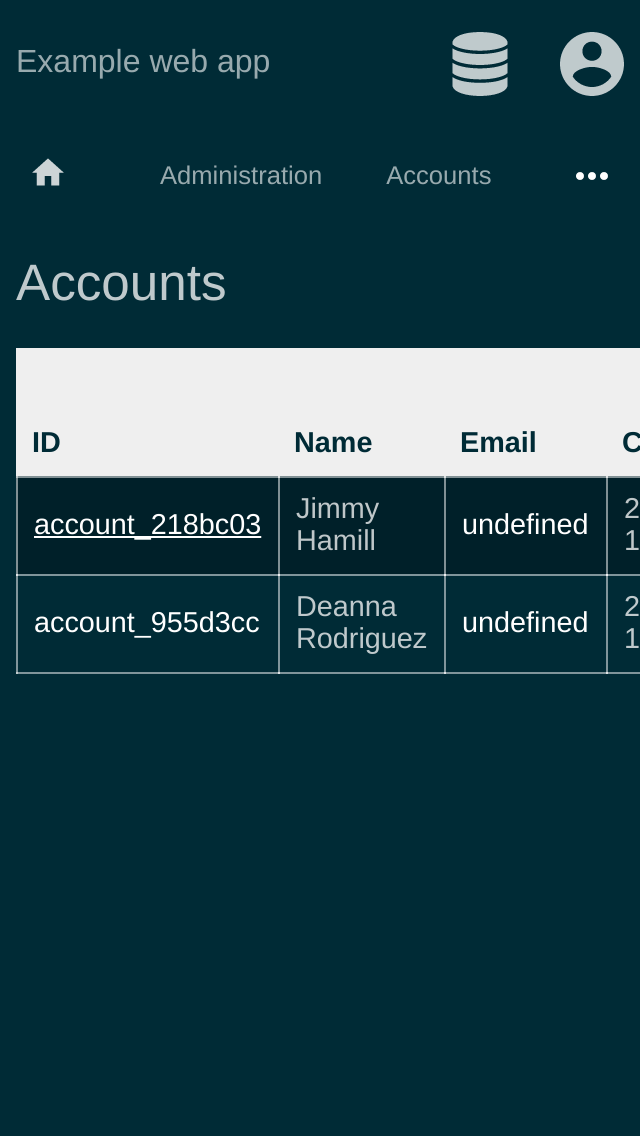 Example web app
Administration Accounts
Accounts
ID Name Email C
account_218bc03 Jimmy Hamill undefined 2 1
account_955d3cc Deanna Rodriguez undefined 2 1